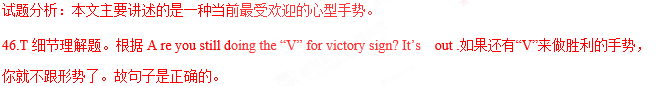 试题分析：本文主要讲述的是一种当前最受欢迎的心型手势。
46.T 细节理解题。根据 A re you still doing the “V” for victory sign? It’s out .如果还有“V”来做胜利的手势，
你就不跟形势了。故句子是正确的。